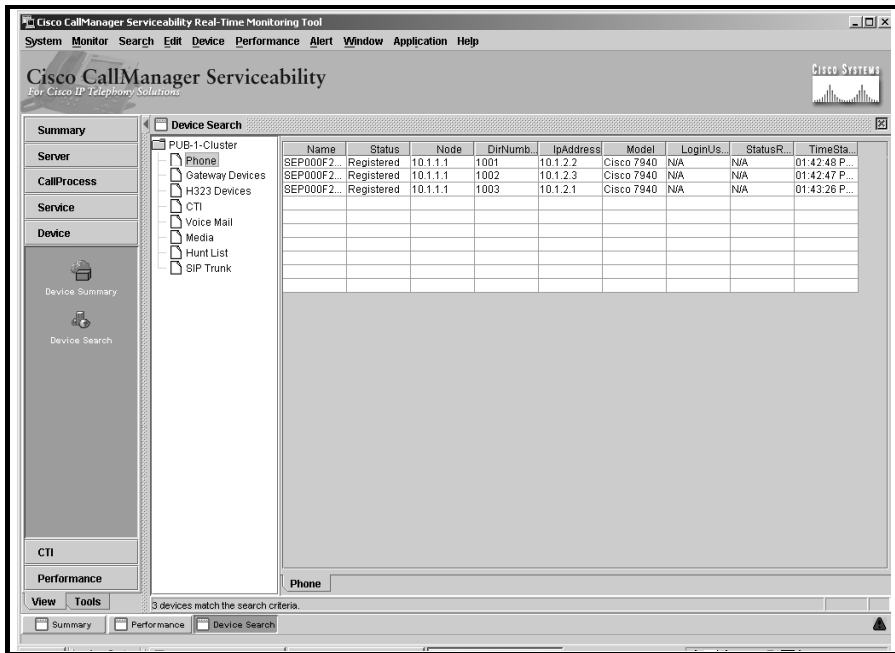 Cisco CallManager Serviceability Real-Time Monitoring Tool
System Monitor Search Edit Device Performance Alert Window Application Help
Cisco CallManager Serviceability
For Cisco IP Telephony Solutions
CISCO SYSTEMS
Summary
Server
CallProcess
Service
Device
Device Summary
Device Search
CTI
Performance
View Tools
Device Search
PUB-1-Cluster
Phone
Gateway Devices
H323 Devices
CTI
Voice Mail
Media
Hunt List
SIP Trunk
Name Status Node DirNumb... IpAddress Model LoginUs... StatusR... TimeSta...
SEP000F2... Registered 10.1.1.1 1001 10.1.2.2 Cisco 7940 N/A N/A 01:42:48 P...
SEP000F2... Registered 10.1.1.1 1002 10.1.2.3 Cisco 7940 N/A N/A 01:42:47 P...
SEP000F2... Registered 10.1.1.1 1003 10.1.2.1 Cisco 7940 N/A N/A 01:43:26 P...
Phone
3 devices match the search criteria.
Summary Performance Device Search